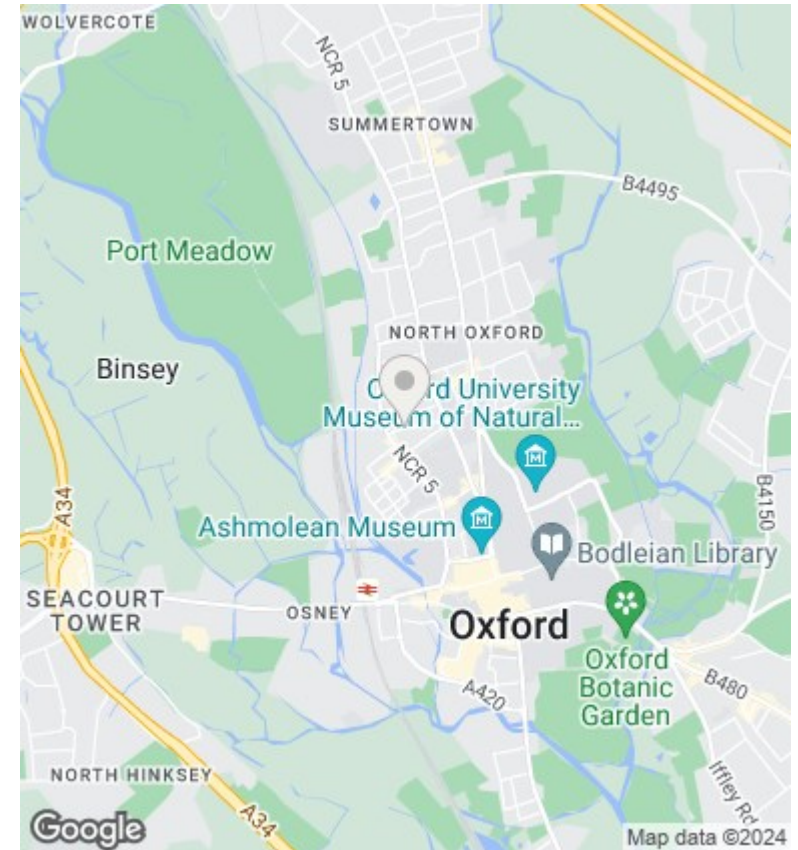 WOLVERCOTE
NCR 5
SUMMERTOWN
B4495
Port Meadow
NORTH OXFORD
Binsey
Oxford University
Museum of Natural...
NCR 5
A34
B4150
Ashmolean Museum
Bodleian Library
SEACOURT
TOWER
OSNEY
Oxford
Oxford
Botanic
Garden
A420
B480
NORTH HINKSEY
Iffley Rd
A34
Google
Map data ©2024